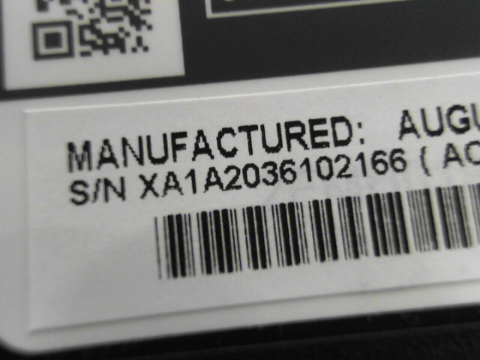 MANUFACTURED: AUGU
S/N XA1A2036102166 ( AC